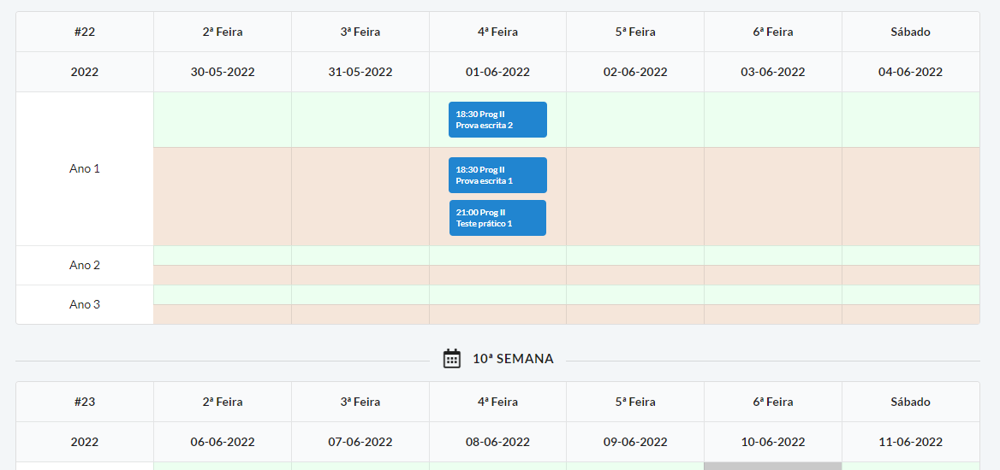 #22 2ª Feira 3ª Feira 4ª Feira 5ª Feira 6ª Feira Sábado
2022 30-05-2022 31-05-2022 01-06-2022 02-06-2022 03-06-2022 04-06-2022
Ano 1
18:30 Prog II
Prova escrita 2
18:30 Prog II
Prova escrita 1
21:00 Prog II
Teste prático 1
Ano 2
Ano 3
10ª SEMANA
#23 2ª Feira 3ª Feira 4ª Feira 5ª Feira 6ª Feira Sábado
2022 06-06-2022 07-06-2022 08-06-2022 09-06-2022 10-06-2022 11-06-2022